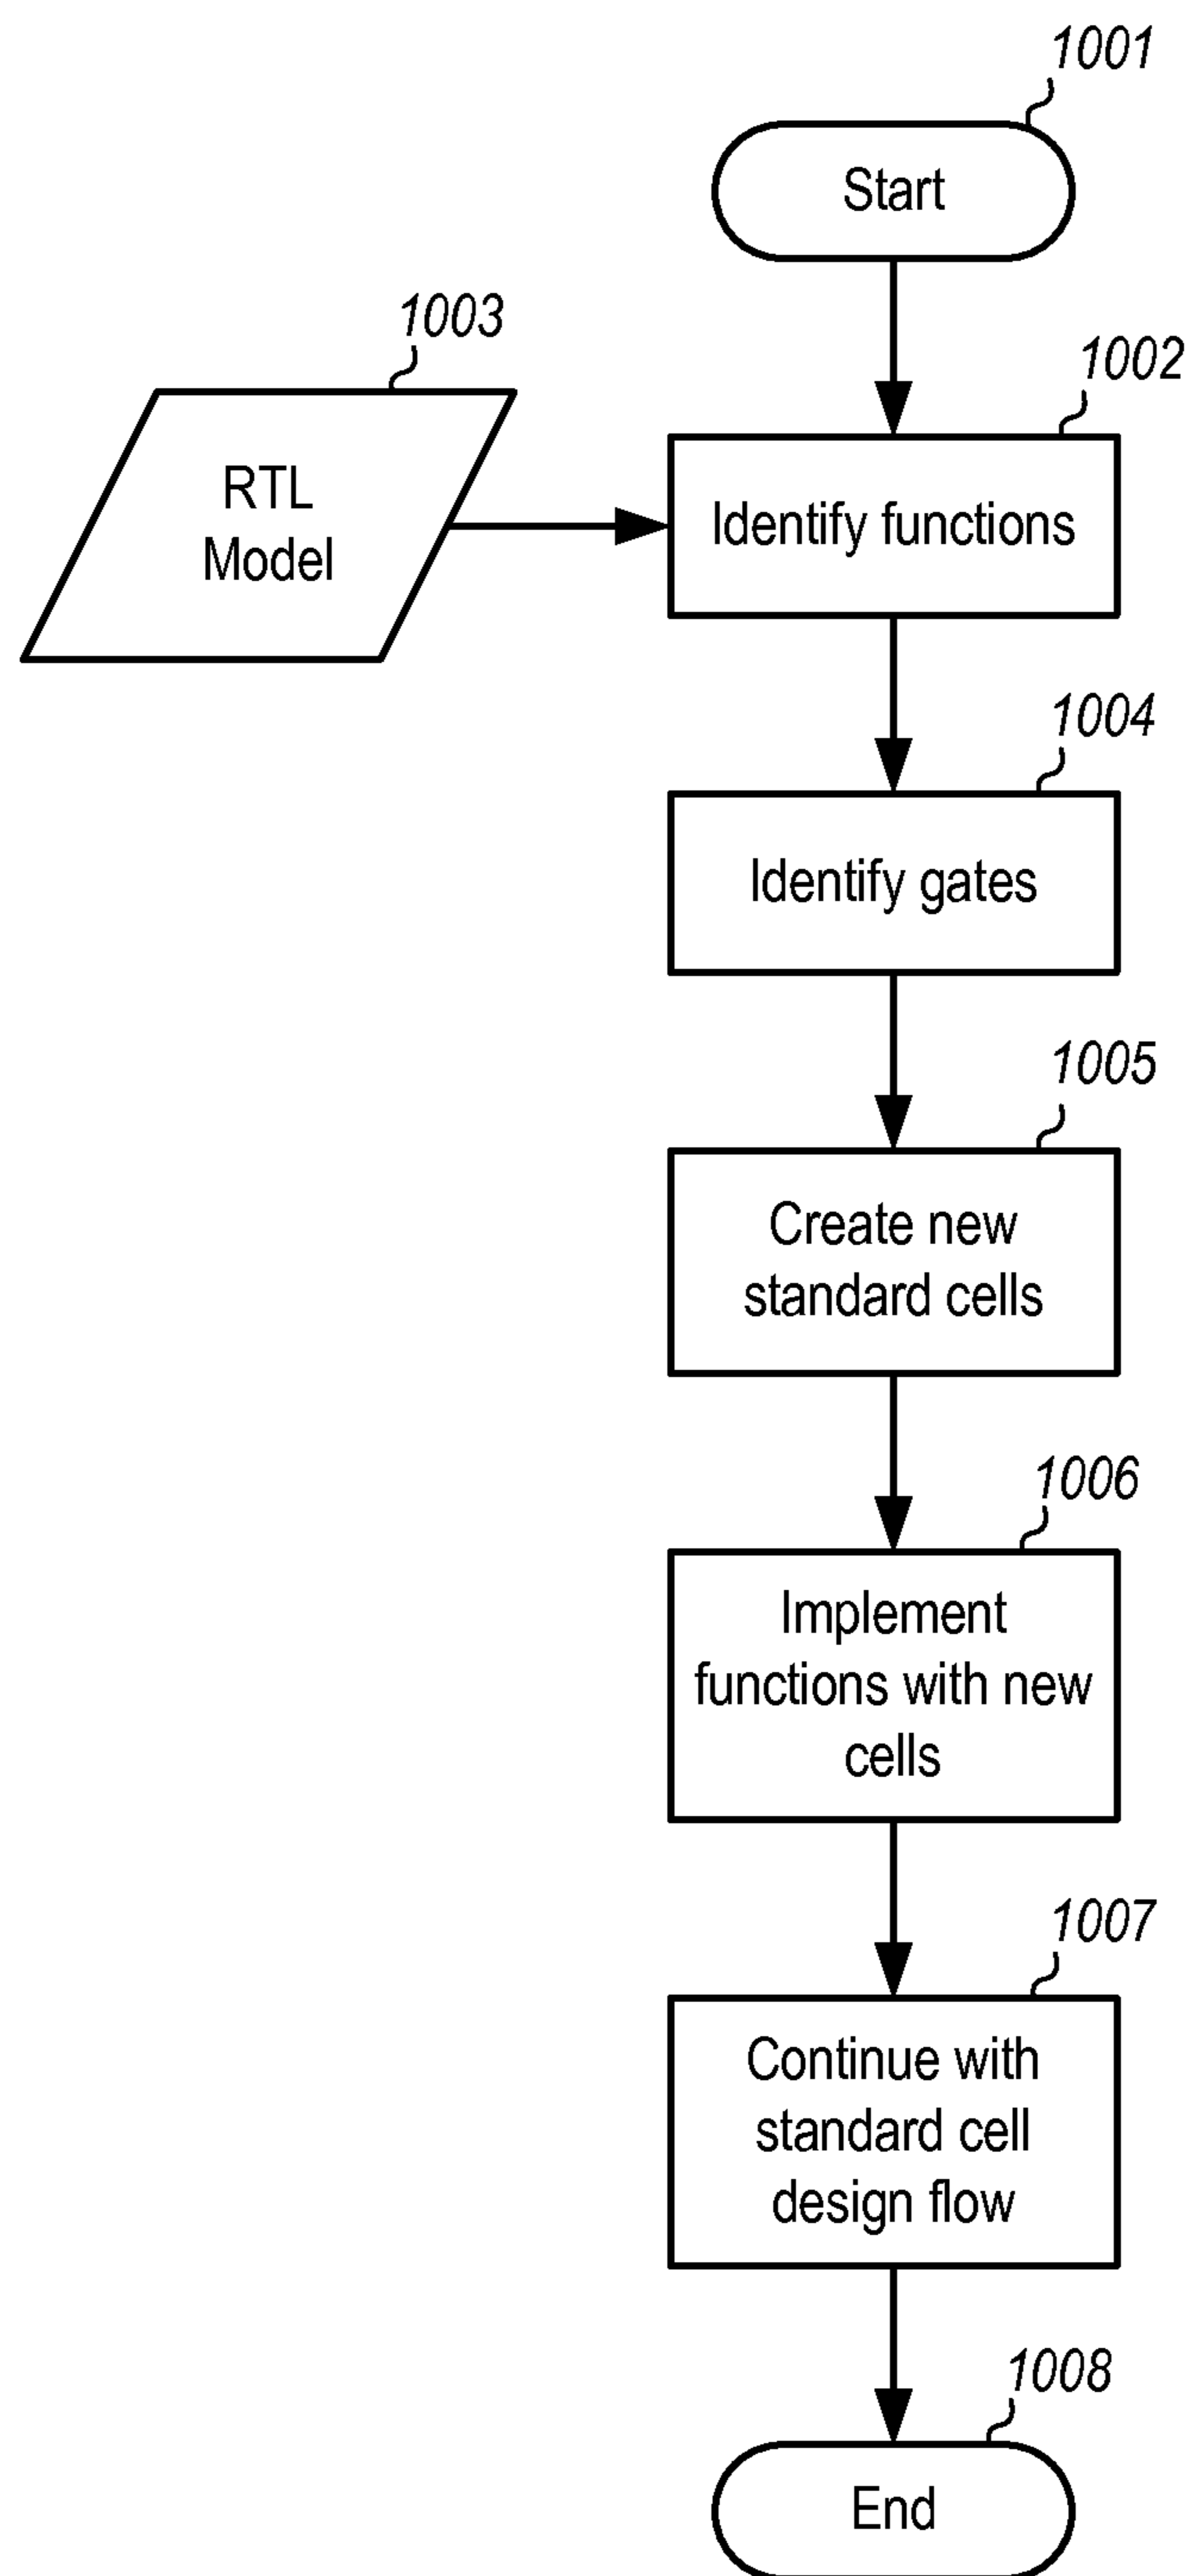 1001
Start
1003
1002
RTL
Model
Identify functions
1004
Identify gates
1005
Create new
standard cells
1006
Implement
functions with new
cells
1007
Continue with
standard cell
design flow
1008
End